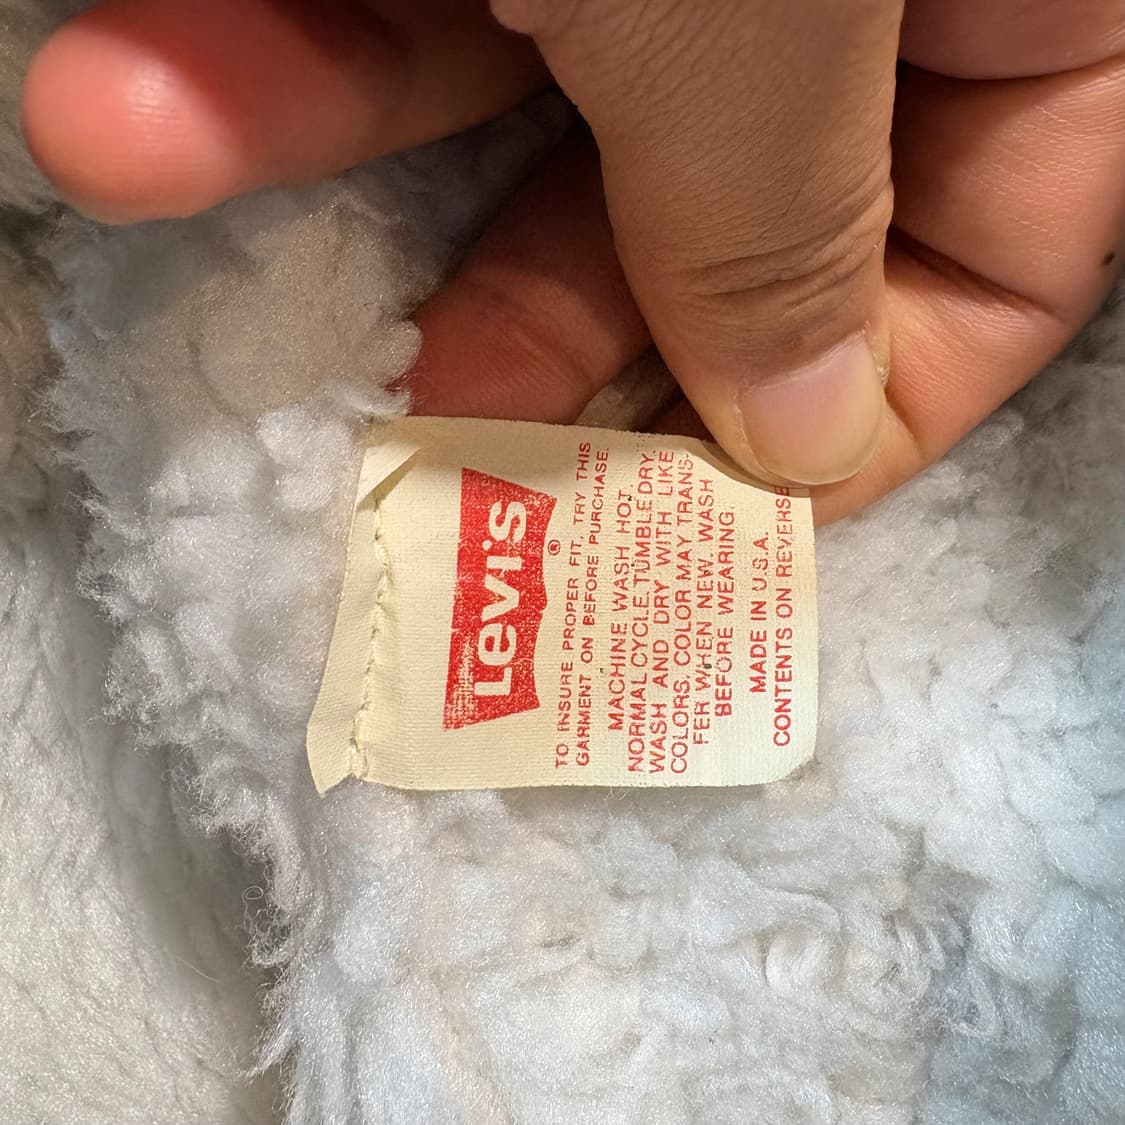 Levi's
®
TO INSURE PROPER FIT, TRY THIS
GARMENT ON BEFORE PURCHASE.
MACHINE WASH HOT.
NORMAL CYCLE. TUMBLE DRY.
WASH AND DRY WITH LIKE
COLORS. COLOR MAY TRANS-
FER WHEN NEW. WASH
BEFORE WEARING.
MADE IN U.S.A.
CONTENTS ON REVERSE